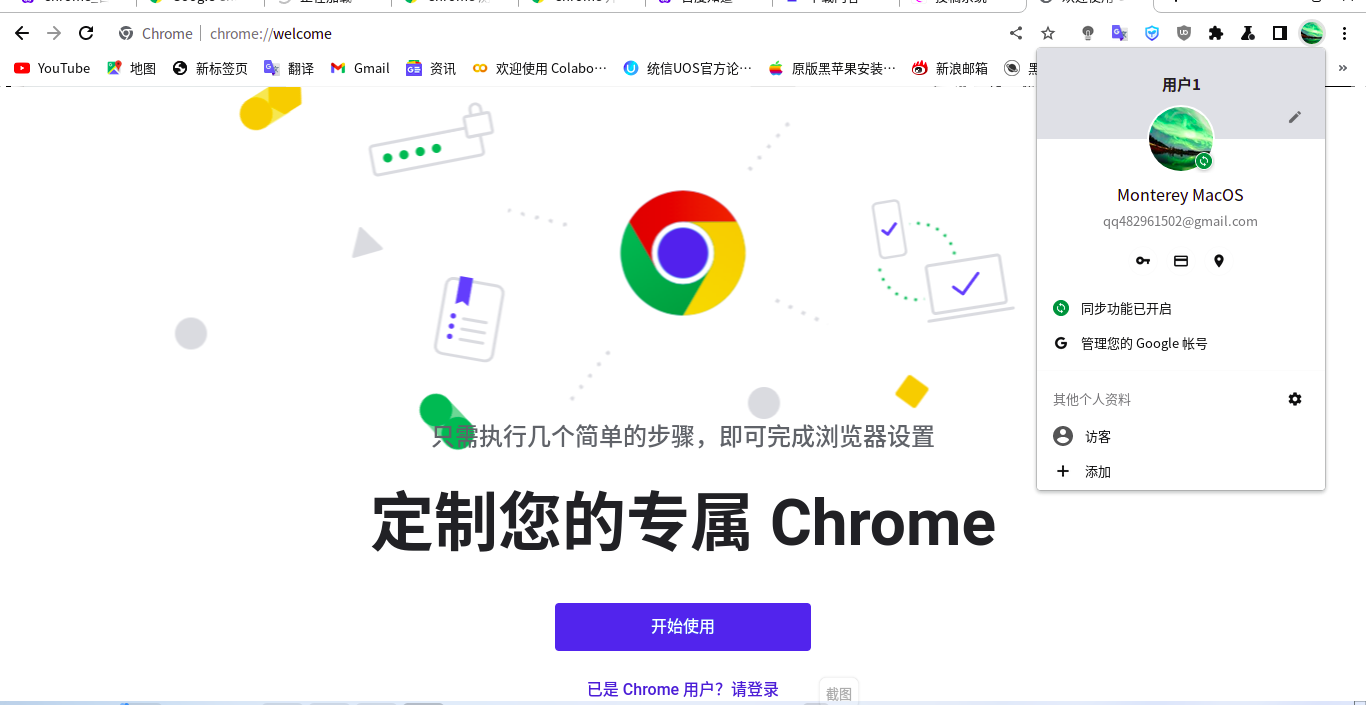 Chrome
chrome://welcome
YouTube
地图
新标签页
翻译
Gmail
资讯
欢迎使用 Colabo…
统信UOS官方论…
原版黑苹果安装…
新浪邮箱
黑
»
用户1
Monterey MacOS
qq482961502@gmail.com
同步功能已开启
管理您的 Google 帐号
其他个人资料
访客
添加
只需执行几个简单的步骤，即可完成浏览器设置
定制您的专属 Chrome
开始使用
已是 Chrome 用户？请登录
截图